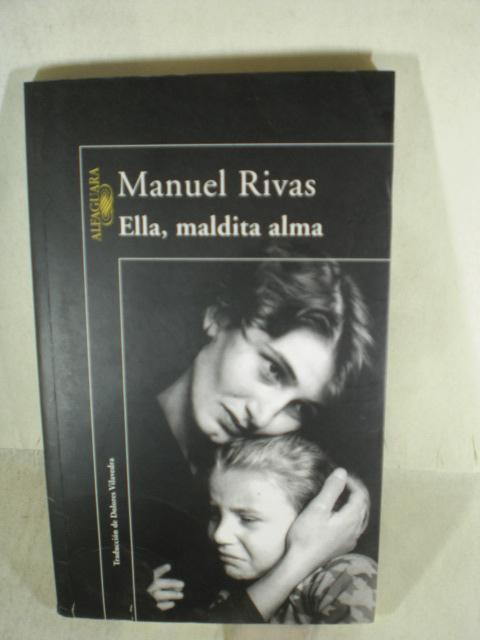 Manuel Rivas
Ella, maldita alma
ALFAGUARA
Traducción de Dolores Vilavedra